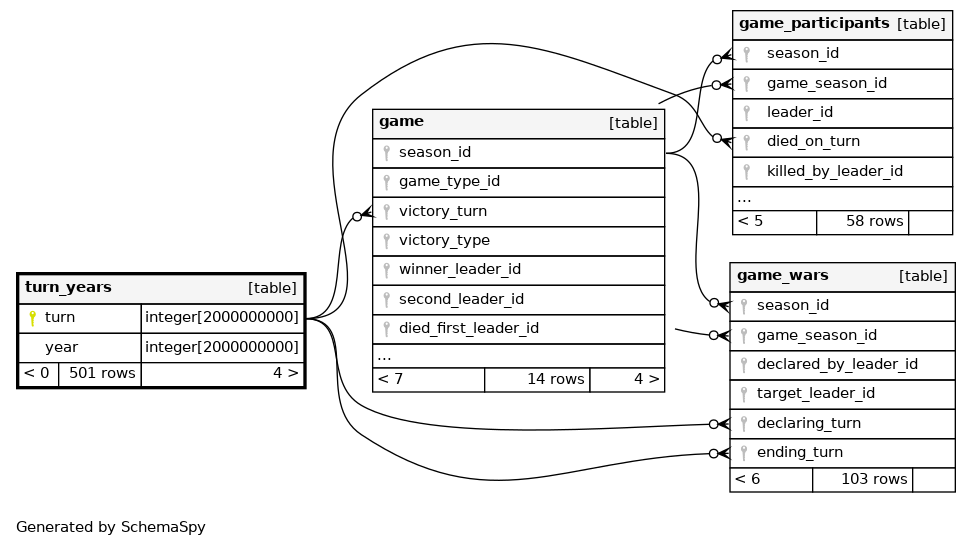 game_participants [table]
season_id
game_season_id
leader_id
died_on_turn
killed_by_leader_id
...
< 5 58 rows
game [table]
season_id
game_type_id
victory_turn
victory_type
winner_leader_id
second_leader_id
died_first_leader_id
...
< 7 14 rows 4 >
turn_years [table]
turn integer[2000000000]
year integer[2000000000]
< 0 501 rows 4 >
game_wars [table]
season_id
game_season_id
declared_by_leader_id
target_leader_id
declaring_turn
ending_turn
< 6 103 rows
Generated by SchemaSpy